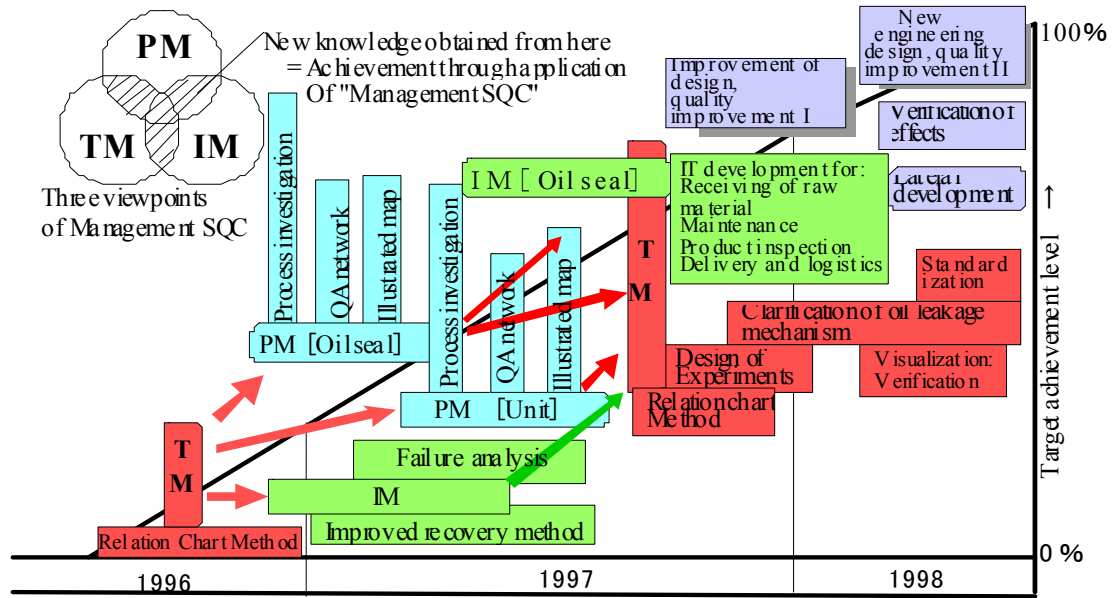 PM
TM
IM
Three viewpoints
of Management SQC
New knowledge obtained from here
= Achievement through application
Of "Management SQC"
Process investigation
QA network
Illustrated map
PM [Oil seal]
Process investigation
QA network
Illustrated map
PM [Unit]
IM [Oil seal]
TM
Relation Chart Method
Failure analysis
IM
Improved recovery method
TM
Improvement of
design,
quality
improvement I
New
engineering
design, quality
improvement II
Verification of
effects
Lateral
development
IT development for:
Receiving of raw
material
Maintenance
Product inspection
Delivery and logistics
Standard
ization
Clarification of oil leakage
mechanism
Design of
Experiments
Visualization:
Verification
Relation chart
Method
100%
Target achievement level →
0 %
1996
1997
1998